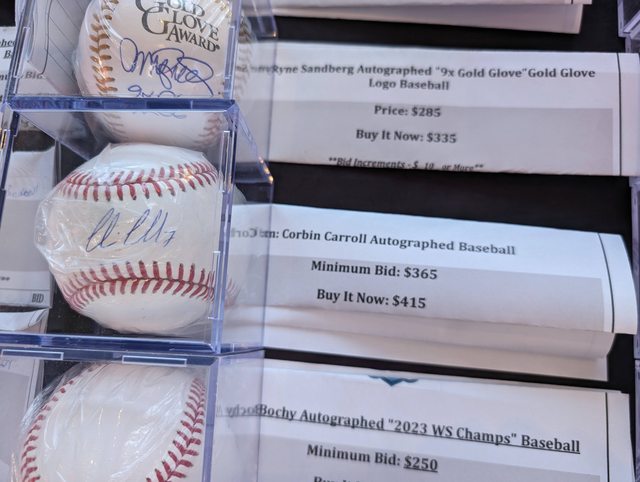 GOLD
GLOVE
AWARD
Ryne Sandberg Autographed "9x Gold Glove"Gold Glove
Logo Baseball
Price: $285
Buy It Now: $335
**Bid Increments - $ 10 or More**
Corbin Carroll Autographed Baseball
Minimum Bid: $365
Buy It Now: $415
BID
Bochy Autographed "2023 WS Champs" Baseball
Minimum Bid: $250